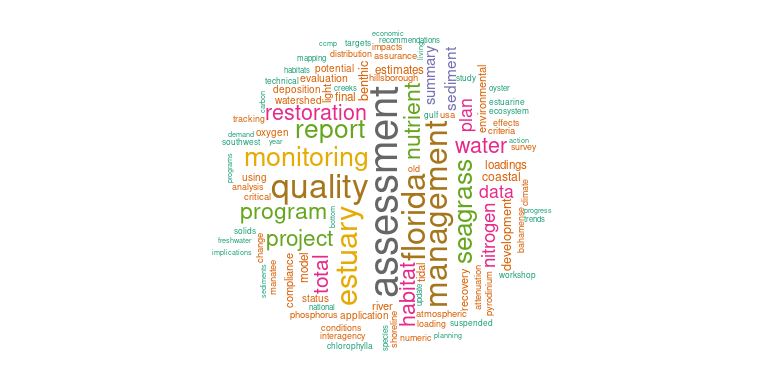 economic
ccmp
targets
recommendations
impacts
living
distribution
assurance
mapping
summary
sediment
habitats
potential
benthic
estimates
technical
evaluation
hillsborough
study
deposition
light
creeks
environmental
oyster
carbon
watershed
final
assessment
nutrient
plan
estuarine
restoration
gulf
usa
ecosystem
tracking
report
effects
demand
oxygen
criteria
southwest
year
water
action
monitoring
management
survey
programs
using
quality
old
seagrass
loadings
analysis
florida
coastal
critical
data
climate
program
estuary
nitrogen
development
progress
bottom
trends
solids
project
bahamense
freshwater
change
implications
total
model
habitat
tidal
workshop
sediments
manatee
compliance
update
recovery
attenuation
pyrodinium
status
national
river
phosphorus
application
shoreline
atmospheric
conditions
loading
suspended
interagency
species
numeric
planning
chlorophylla